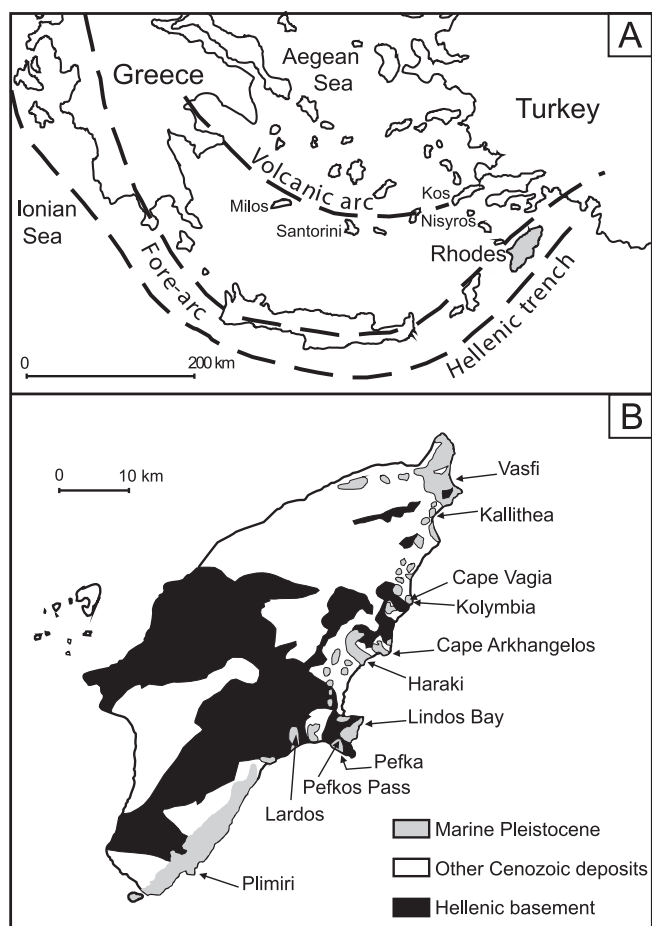 A
Greece
Aegean
Sea
Turkey
Ionian
Sea
Volcanic arc
Milos
Santorini
Kos
Nisyros
Rhodes
Fore-arc
Hellenic trench
0
200 km
B
0
10 km
Vasfi
Kallithea
Cape Vagia
Kolymbia
Cape Arkhangelos
Haraki
Lindos Bay
Pefka
Pefkos Pass
Lardos
Plimiri
Marine Pleistocene
Other Cenozoic deposits
Hellenic basement